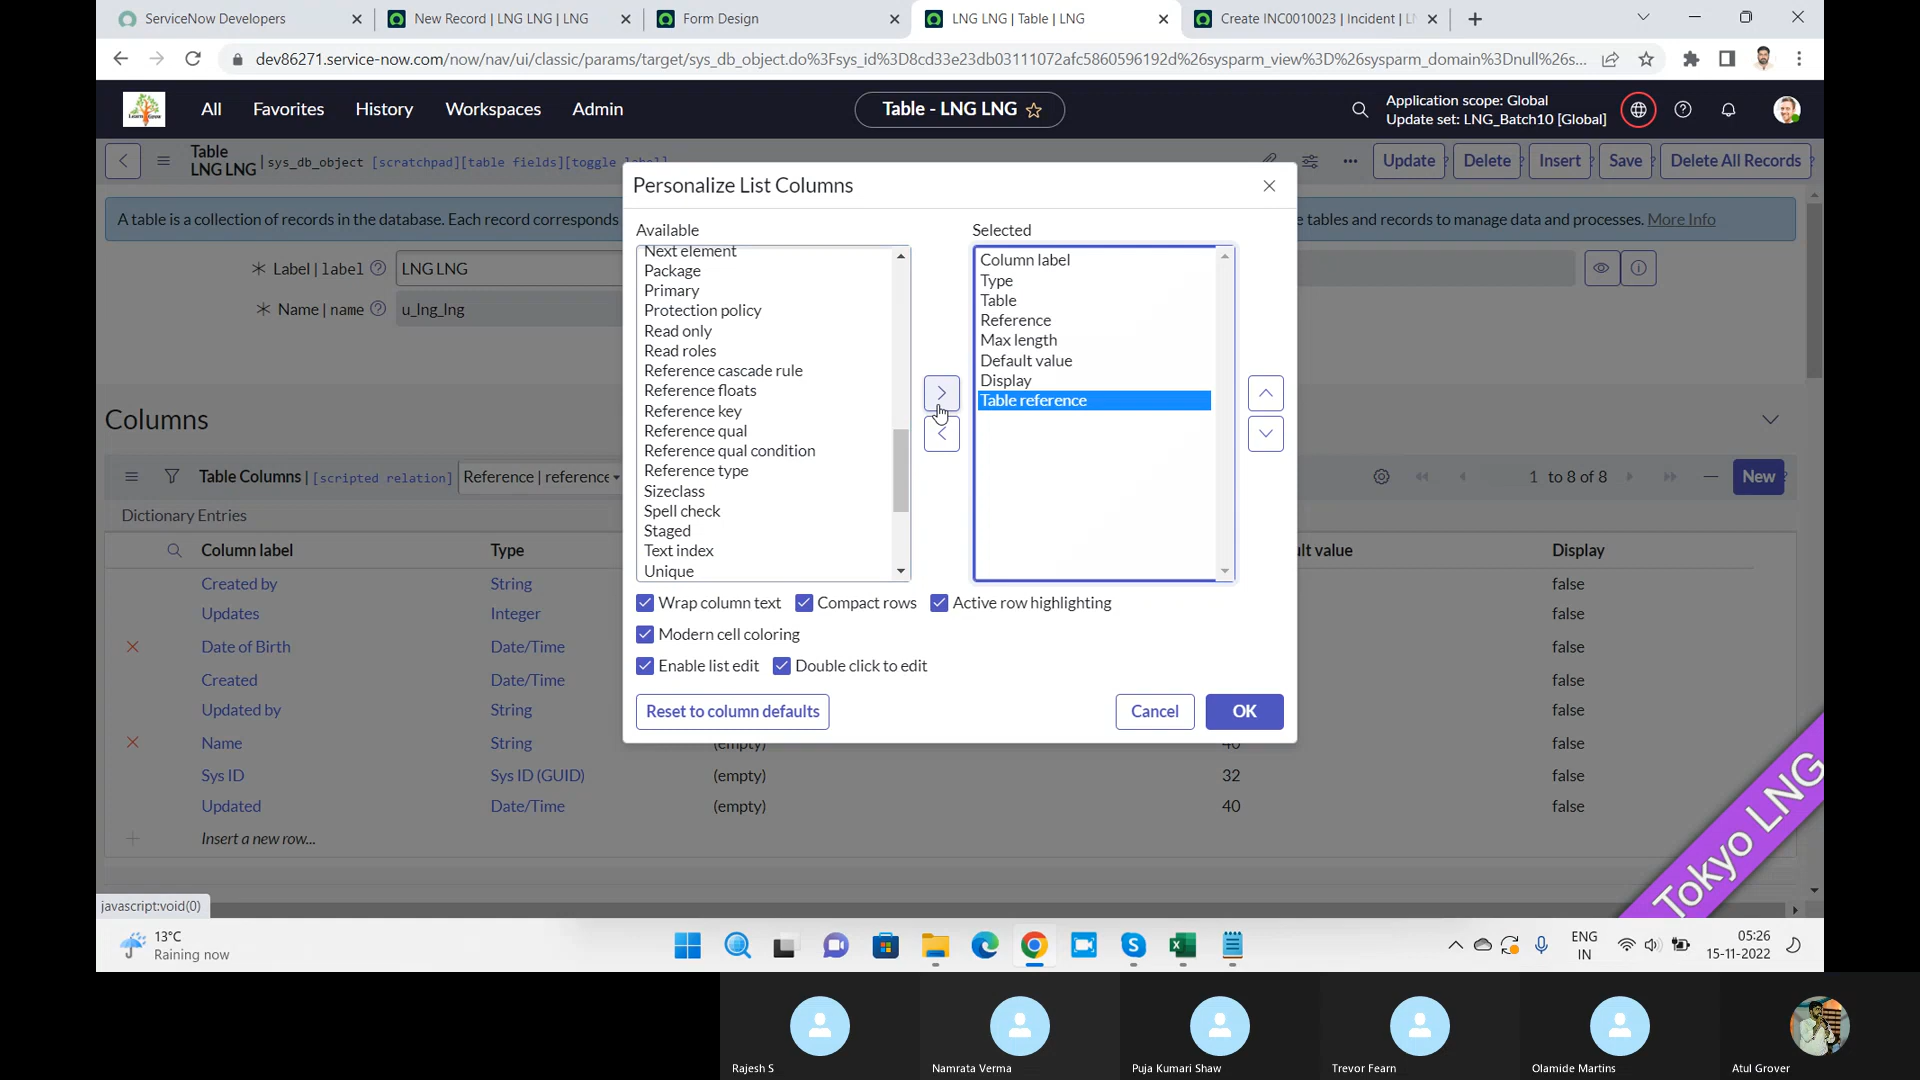 ServiceNow Developers
New Record | LNG LNG | LNG
Form Design
LNG LNG | Table | LNG
Create INC0010023 | Incident | LN
dev86271.service-now.com/now/nav/ui/classic/params/target/sys_db_object.do%3Fsys_id%3D8cd33e23db03111072afc5860596192d%26sysparm_view%3D%26sysparm_domain%3Dnull%26s...
All
Favorites
History
Workspaces
Admin
Table - LNG LNG
Application scope: Global
Update set: LNG_Batch10 [Global]
Table
LNG LNG | sys_db_object [scratchpad][table fields][toggle label]
Update
Delete
Insert
Save
Delete All Records
A table is a collection of records in the database. Each record corresponds
e tables and records to manage data and processes. More Info
Label | label
LNG LNG
Name | name
u_lng_lng
Personalize List Columns
Available
Next element
Package
Primary
Protection policy
Read only
Read roles
Reference cascade rule
Reference floats
Reference key
Reference qual
Reference qual condition
Reference type
Sizeclass
Spell check
Staged
Text index
Unique
Selected
Column label
Type
Table
Reference
Max length
Default value
Display
Table reference
Wrap column text
Compact rows
Active row highlighting
Modern cell coloring
Enable list edit
Double click to edit
Reset to column defaults
Cancel
OK
Columns
Table Columns | [scripted relation]
Reference | reference
1 to 8 of 8
New
Dictionary Entries
Column label Type ult value Display
Created by String false
Updates Integer false
Date of Birth Date/Time false
Created Date/Time false
Updated by String false
Name String (empty) 40 false
Sys ID Sys ID (GUID) (empty) 32 false
Updated Date/Time (empty) 40 false
Insert a new row...
Tokyo LNG
javascript:void(0)
13°C
Raining now
ENG
IN
05:26
15-11-2022
Rajesh S
Namrata Verma
Puja Kumari Shaw
Trevor Fearn
Olamide Martins
Atul Grover